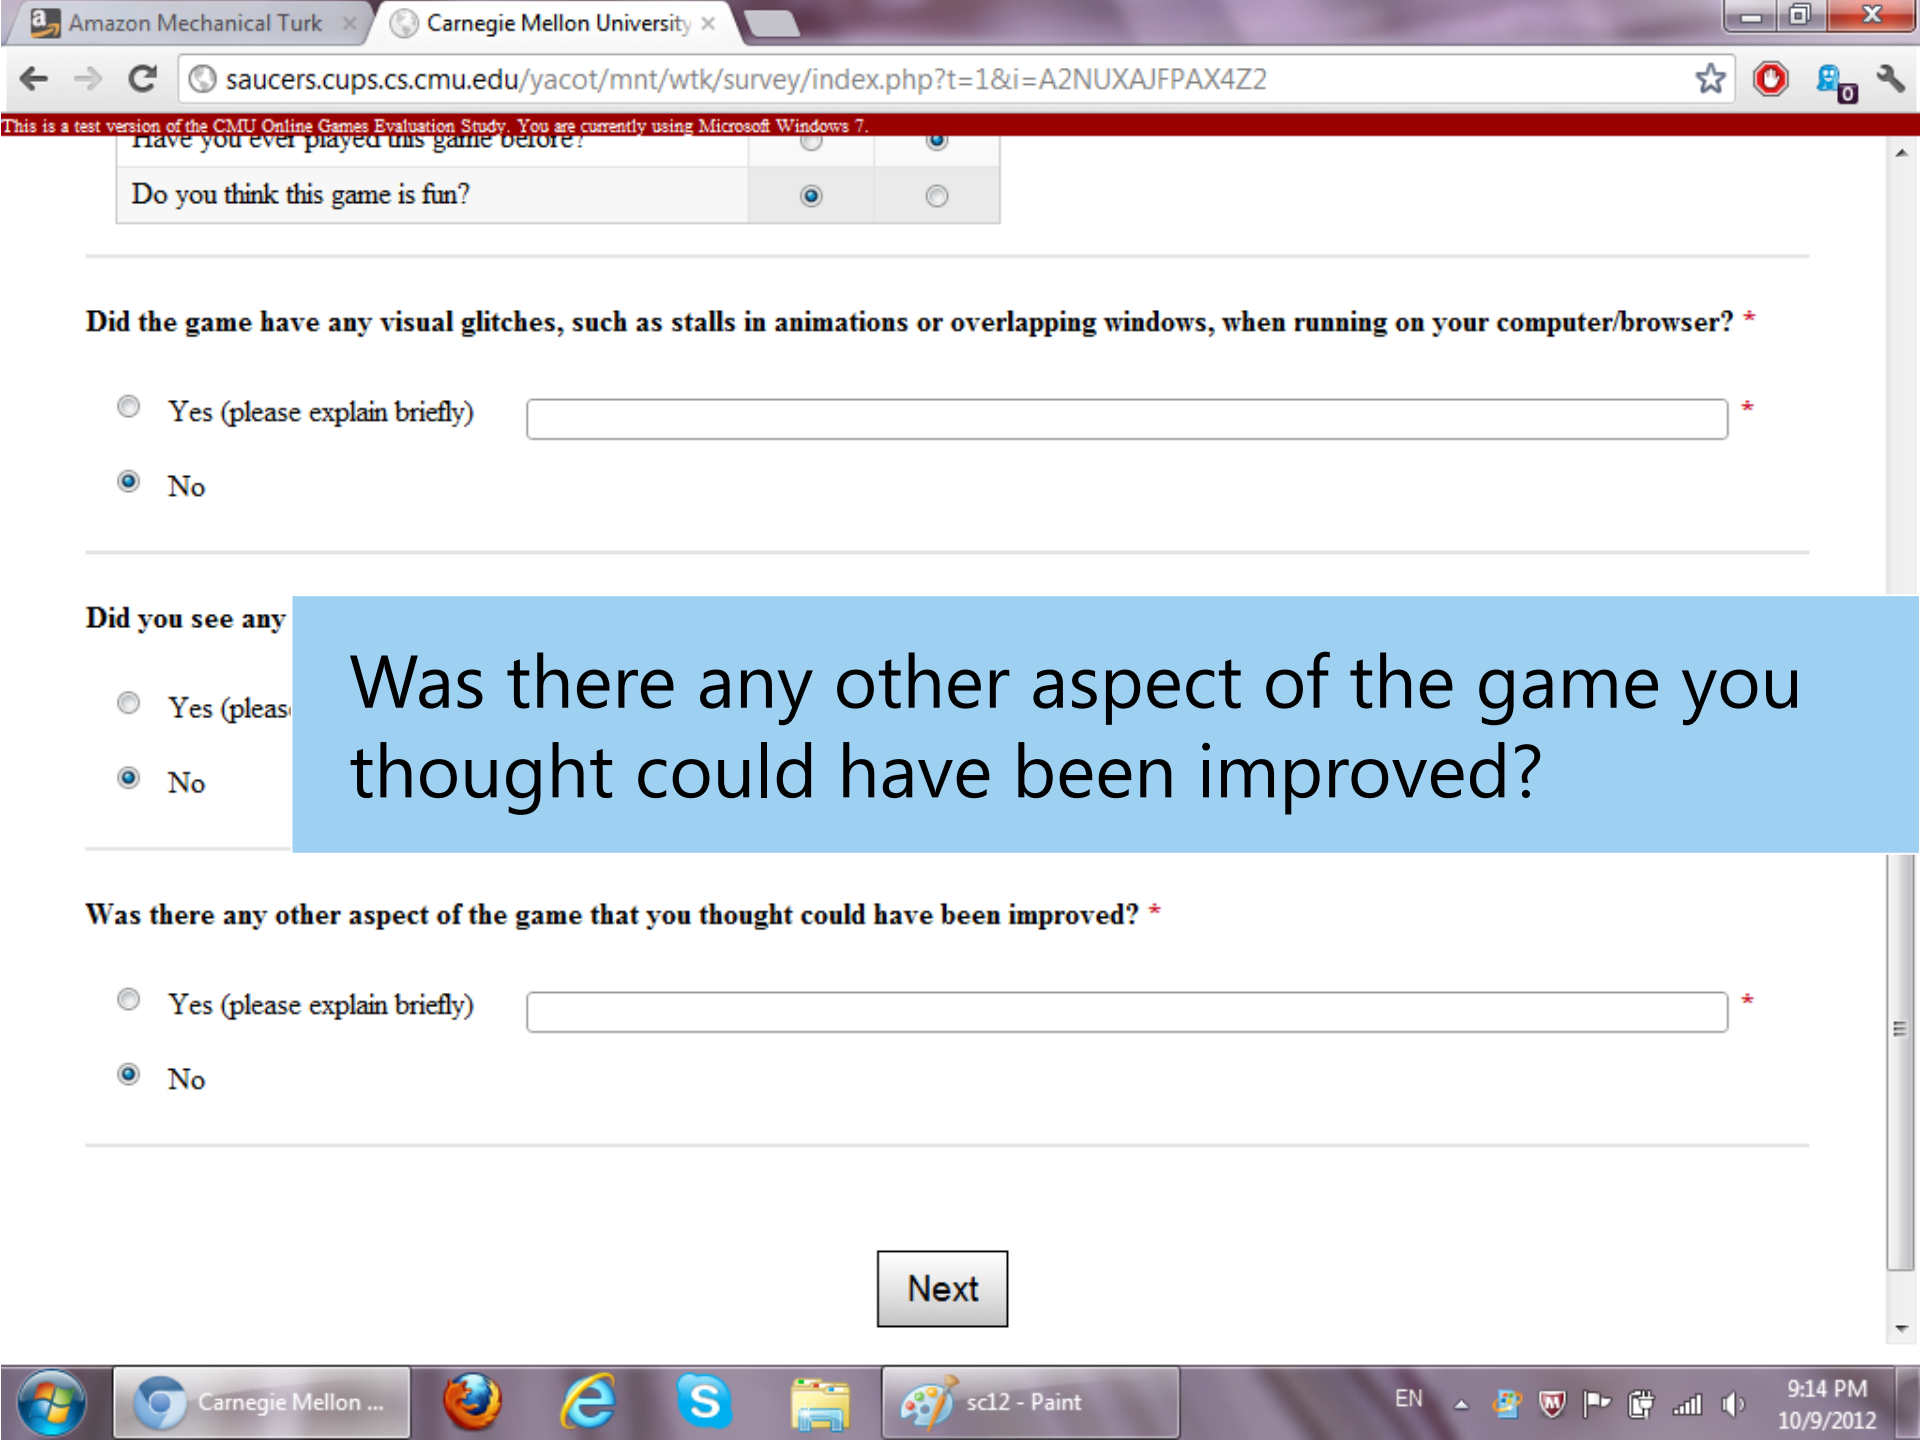 Amazon Mechanical Turk
Carnegie Mellon University
saucers.cups.cs.cmu.edu/yacot/mnt/wtk/survey/index.php?t=1&i=A2NUXAJFPAX4Z2
0
This is a test version of the CMU Online Games Evaluation Study. You are currently using Microsoft Windows 7.
Have you ever played this game before?
Do you think this game is fun?
Did the game have any visual glitches, such as stalls in animations or overlapping windows, when running on your computer/browser? *
Yes (please explain briefly) *
No
Did you see any
Was there any other aspect of the game you
thought could have been improved?
Yes (please
No
Was there any other aspect of the game that you thought could have been improved? *
Yes (please explain briefly) *
No
Next
Carnegie Mellon ...
sc12 - Paint
EN
9:14 PM
10/9/2012